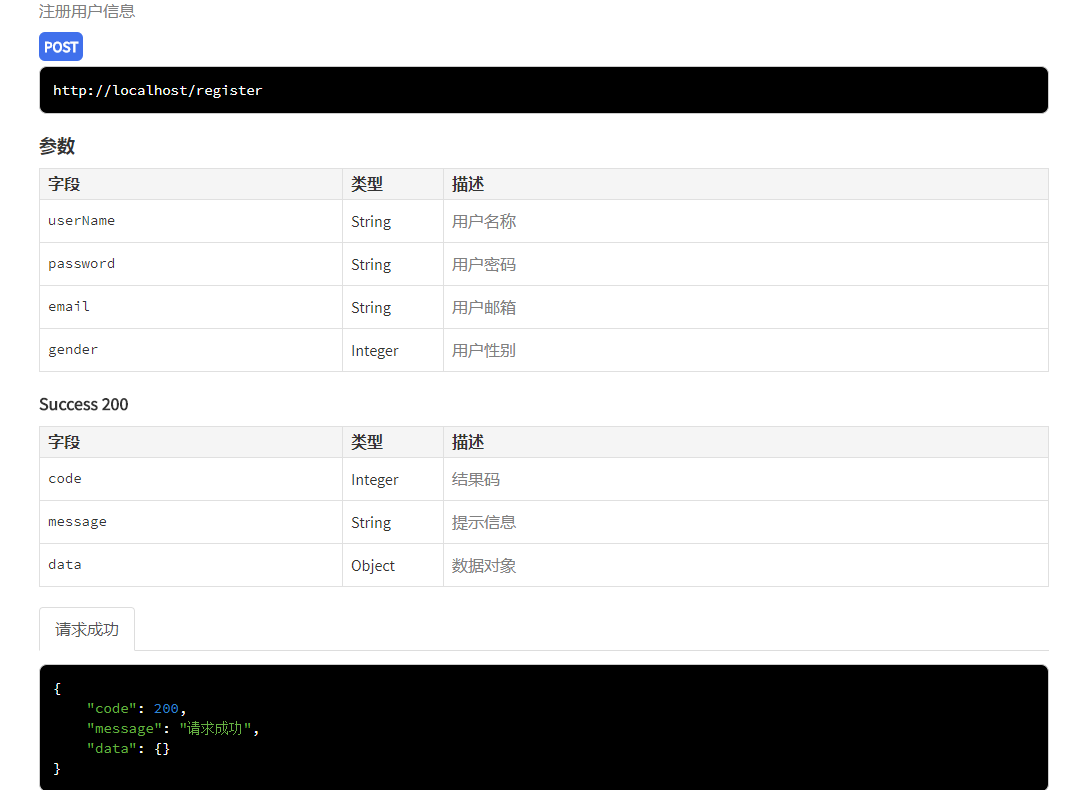 注册用户信息
POST
http://localhost/register
参数
字段 类型 描述
userName String 用户名称
password String 用户密码
email String 用户邮箱
gender Integer 用户性别
Success 200
字段 类型 描述
code Integer 结果码
message String 提示信息
data Object 数据对象
请求成功
{
"code": 200,
"message": "请求成功",
"data": {}
}